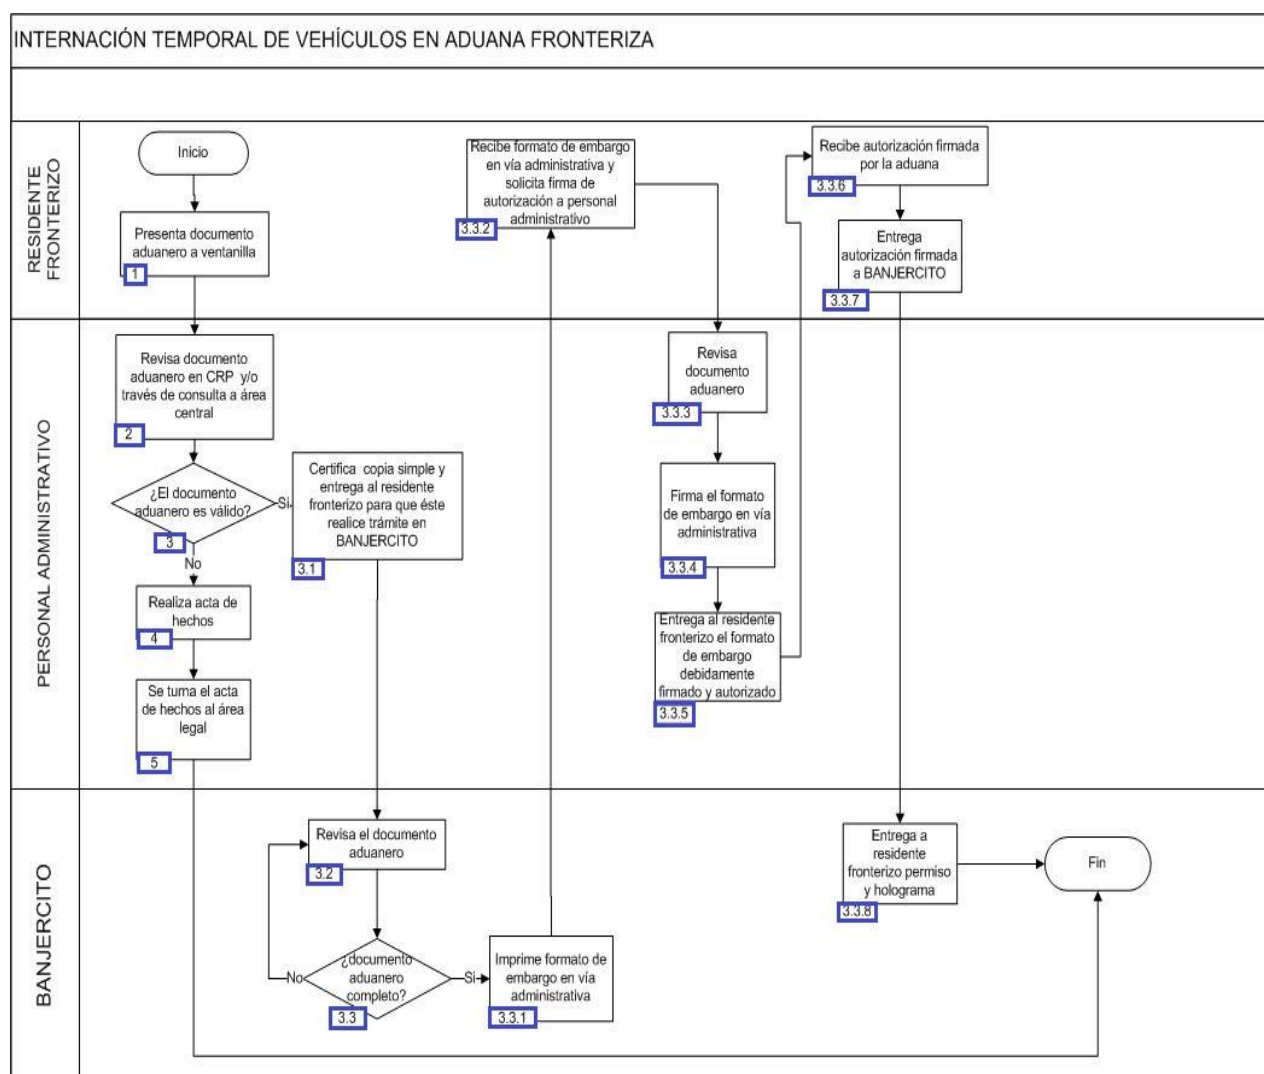 INTERNACIÓN TEMPORAL DE VEHÍCULOS EN ADUANA FRONTERIZA
RESIDENTE
FRONTERIZO
Inicio
Presenta documento
aduanero a ventanilla
1
Recibe formato de embargo
en vía administrativa y
solicita firma de
autorización a personal
administrativo
3.3.2
Recibe autorización firmada
por la aduana
3.3.6
Entrega
autorización firmada
a BANJERCITO
3.3.7
PERSONAL ADMINISTRATIVO
Revisa documento
aduanero en CRP y/o
través de consulta a área
central
2
¿El documento
aduanero es válido?
3
Si
No
Certifica copia simple y
entrega al residente
fronterizo para que éste
realice trámite en
BANJERCITO
3.1
Realiza acta de
hechos
4
Se turna el acta
de hechos al área
legal
5
Revisa
documento
aduanero
3.3.3
Firma el formato
de embargo en vía
administrativa
3.3.4
Entrega al residente
fronterizo el formato
de embargo
debidamente
firmado y autorizado
3.3.5
BANJERCITO
Revisa el documento
aduanero
3.2
¿documento
aduanero
completo?
3.3
No
Si
Imprime formato de
embargo en vía
administrativa
3.3.1
Entrega a
residente
fronterizo permiso
y holograma
3.3.8
Fin